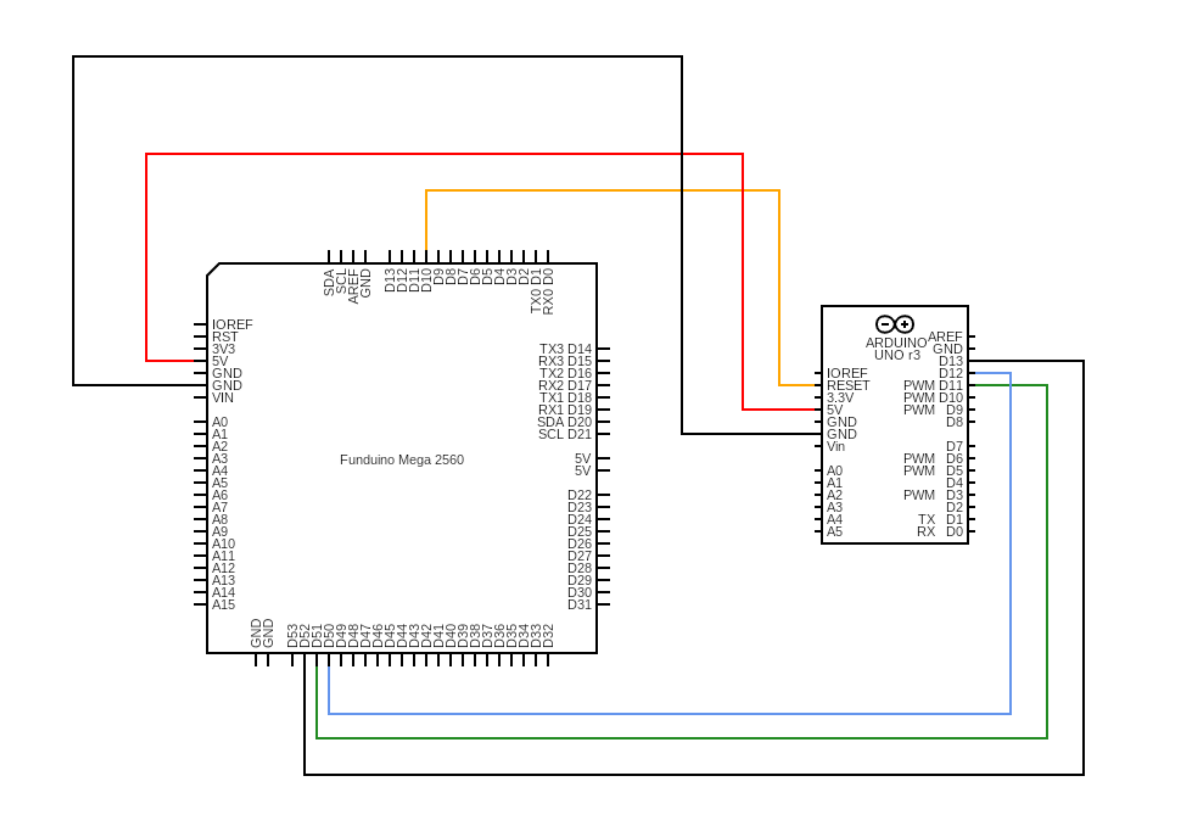 SDA
SCL
AREF
GND
D13
D12
D11
D10
D9
D8
D7
D6
D5
D4
D3
D2
TX0 D1
RX0 D0
IOREF
RST
3V3
5V
GND
GND
VIN
A0
A1
A2
A3
A4
A5
A6
A7
A8
A9
A10
A11
A12
A13
A14
A15
Funduino Mega 2560
TX3 D14
RX3 D15
TX2 D16
RX2 D17
TX1 D18
RX1 D19
SDA D20
SCL D21
5V
5V
D22
D23
D24
D25
D26
D27
D28
D29
D30
D31
GND
GND
D53
D52
D51
D50
D49
D48
D47
D46
D45
D44
D43
D42
D41
D40
D39
D38
D37
D36
D35
D34
D33
D32
ARDUINO
UNO r3
IOREF
RESET
3.3V
5V
GND
GND
Vin
A0
A1
A2
A3
A4
A5
AREF
GND
D13
D12
PWM D11
PWM D10
PWM D9
D8
D7
PWM D6
PWM D5
D4
PWM D3
D2
TX D1
RX D0